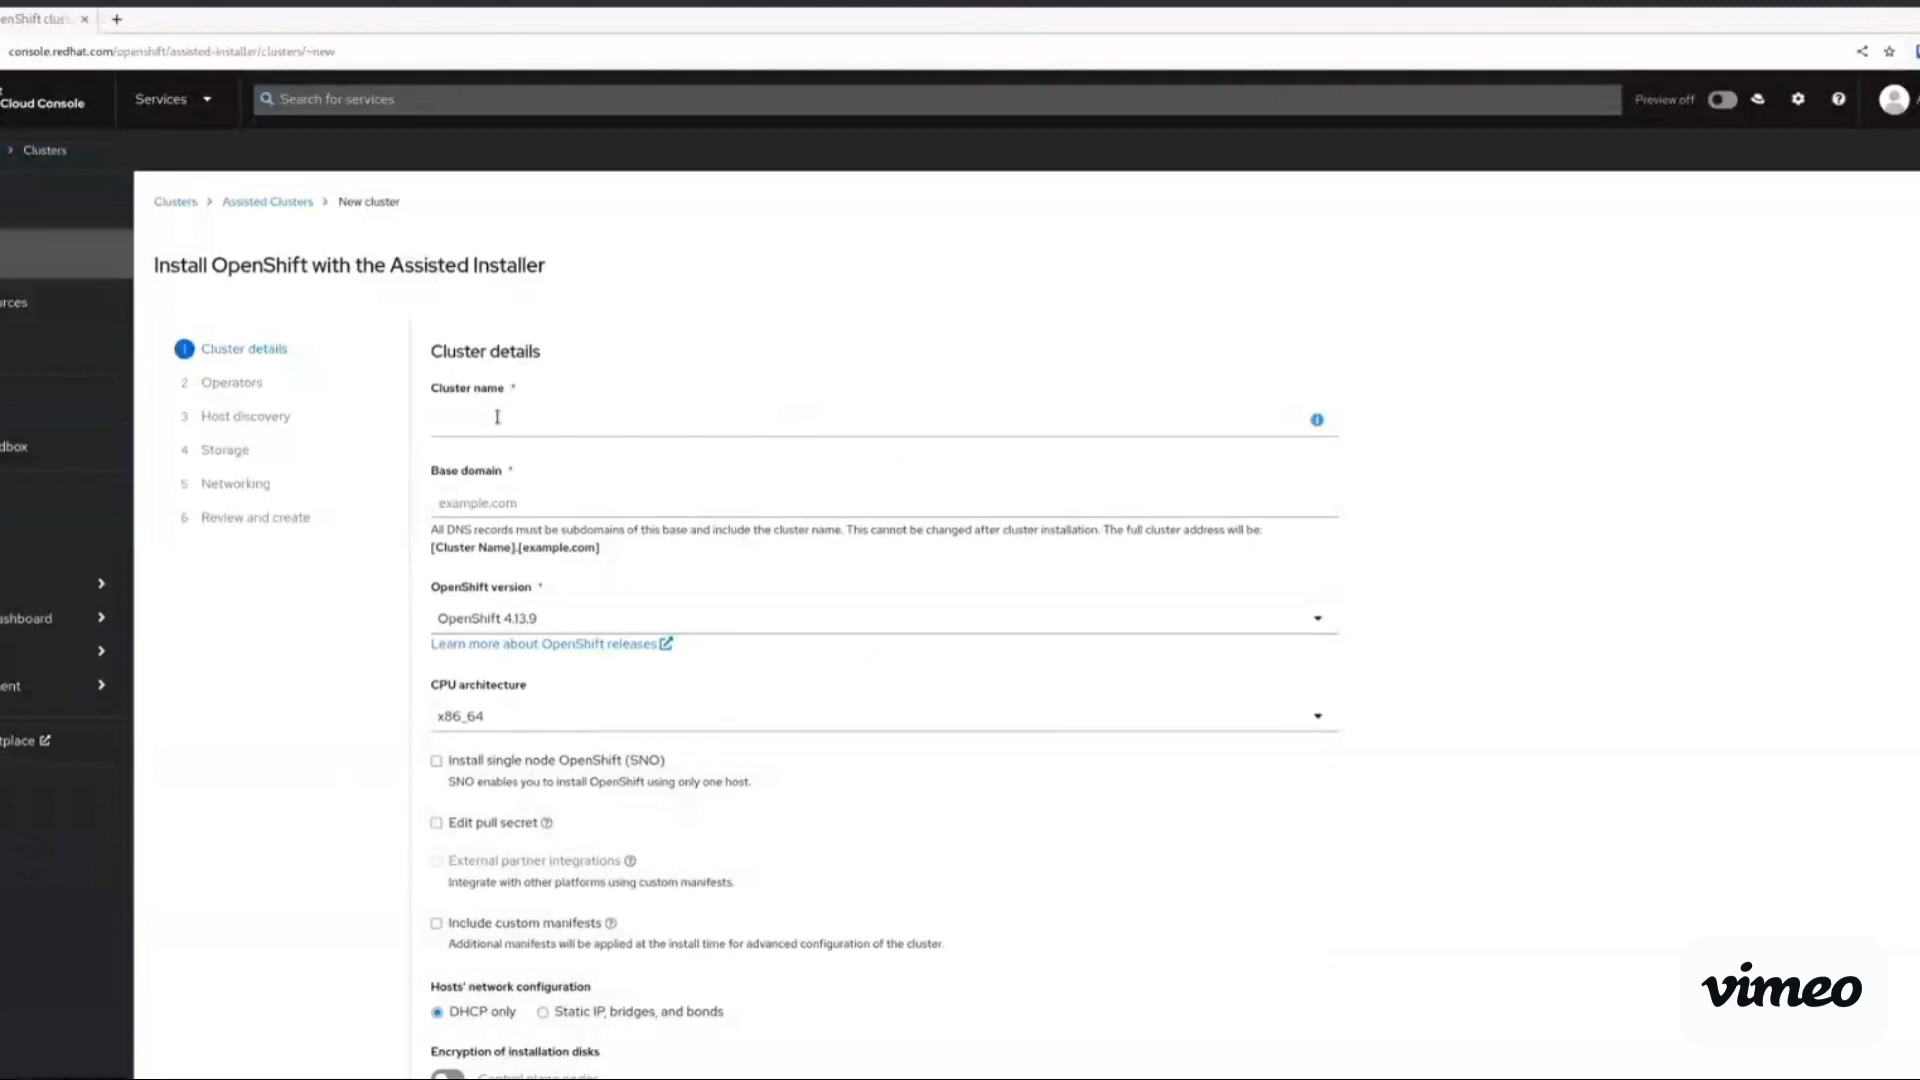 enShift clus
console.redhat.com/openshift/assisted-installer/clusters/~new
Cloud Console
Services
Search for services
Preview off
Clusters
Clusters > Assisted Clusters > New cluster
Install OpenShift with the Assisted Installer
urces
dbox
ashboard
ent
tplace
1 Cluster details
2 Operators
3 Host discovery
4 Storage
5 Networking
6 Review and create
Cluster details
Cluster name *
Base domain *
example.com
All DNS records must be subdomains of this base and include the cluster name. This cannot be changed after cluster installation. The full cluster address will be:
[Cluster Name].[example.com]
OpenShift version *
OpenShift 4.13.9
Learn more about OpenShift releases
CPU architecture
x86_64
Install single node OpenShift (SNO)
SNO enables you to install OpenShift using only one host.
Edit pull secret
External partner integrations
Integrate with other platforms using custom manifests.
Include custom manifests
Additional manifests will be applied at the install time for advanced configuration of the cluster.
Hosts' network configuration
DHCP only
Static IP, bridges, and bonds
Encryption of installation disks
vimeo